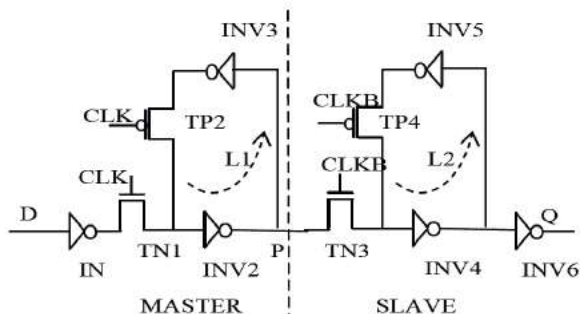 INV3
INV5
CLK
TP2
CLKB
TP4
CLK
L1
CLKB
L2
D
Q
IN
TN1
INV2
P
TN3
INV4
INV6
MASTER
SLAVE